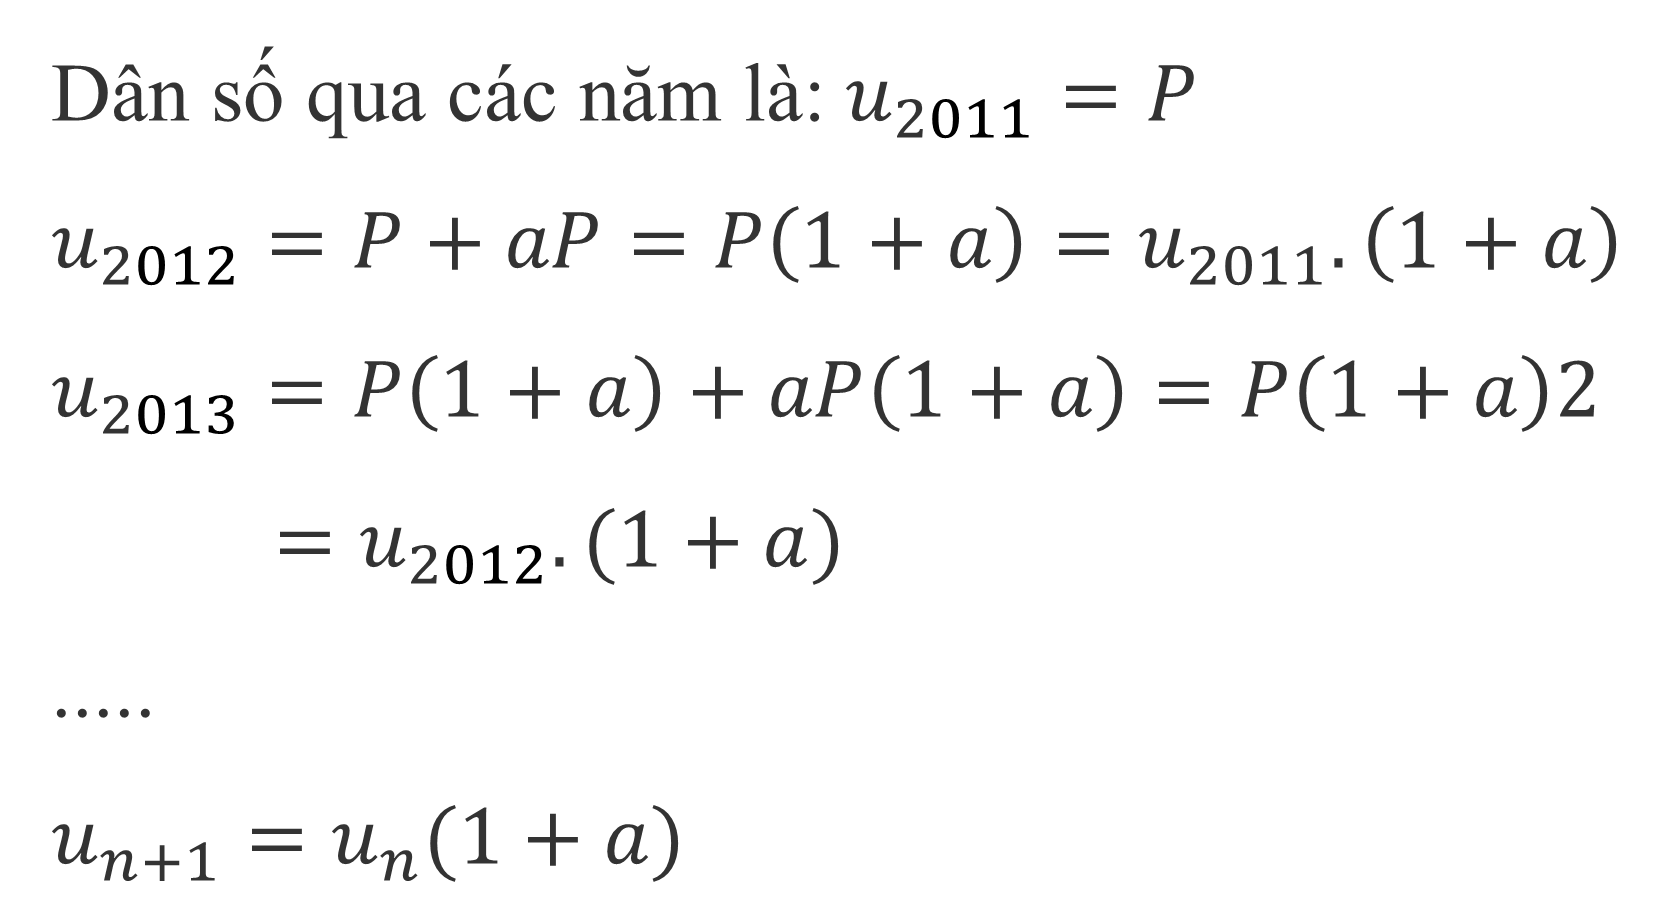 Dân số qua các năm là: u₂₀₁₁ = P
u₂₀₁₂ = P + aP = P(1 + a) = u₂₀₁₁. (1 + a)
u₂₀₁₃ = P(1 + a) + aP(1 + a) = P(1 + a)2
= u₂₀₁₂. (1 + a)
.....
uₙ₊₁ = uₙ(1 + a)